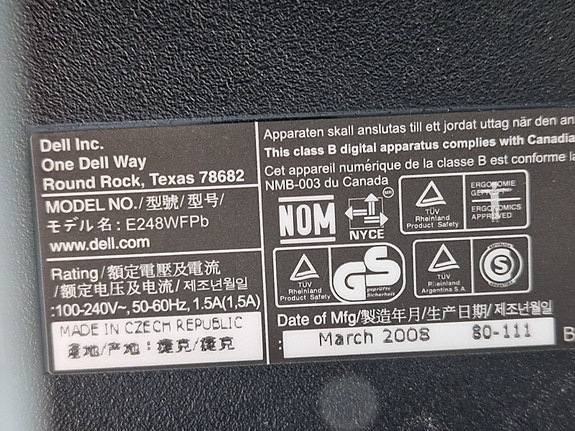 Dell Inc.
One Dell Way
Round Rock, Texas 78682
MODEL NO./型號/型号/
モデル名: E248WFPb
www.dell.com
Rating/額定電壓及電流
/额定电压及电流/제조년월일
:100-240V~, 50-60Hz, 1.5A(1,5A)
MADE IN CZECH REPUBLIC
產地/产地:捷克/捷克
Apparaten skall anslutas till ett jordat uttag när den an
This class B digital apparatus complies with Canadia
Cet appareil numérique de la classe B est conforme à la
NMB-003 du Canada
NOM
NYCE
TÜV
Rheinland
Product Safety
ERGONOMIE
GEPRÜFT
T
ERGONOMICS
APPROVED
TÜV
Rheinland
Product Safety
GS
geprüfte
Sicherheit
TÜV
Rheinland
Argentina S.A.
S
Date of Mfg/製造年月/生产日期/제조년월일
: March 2008 80-111
B